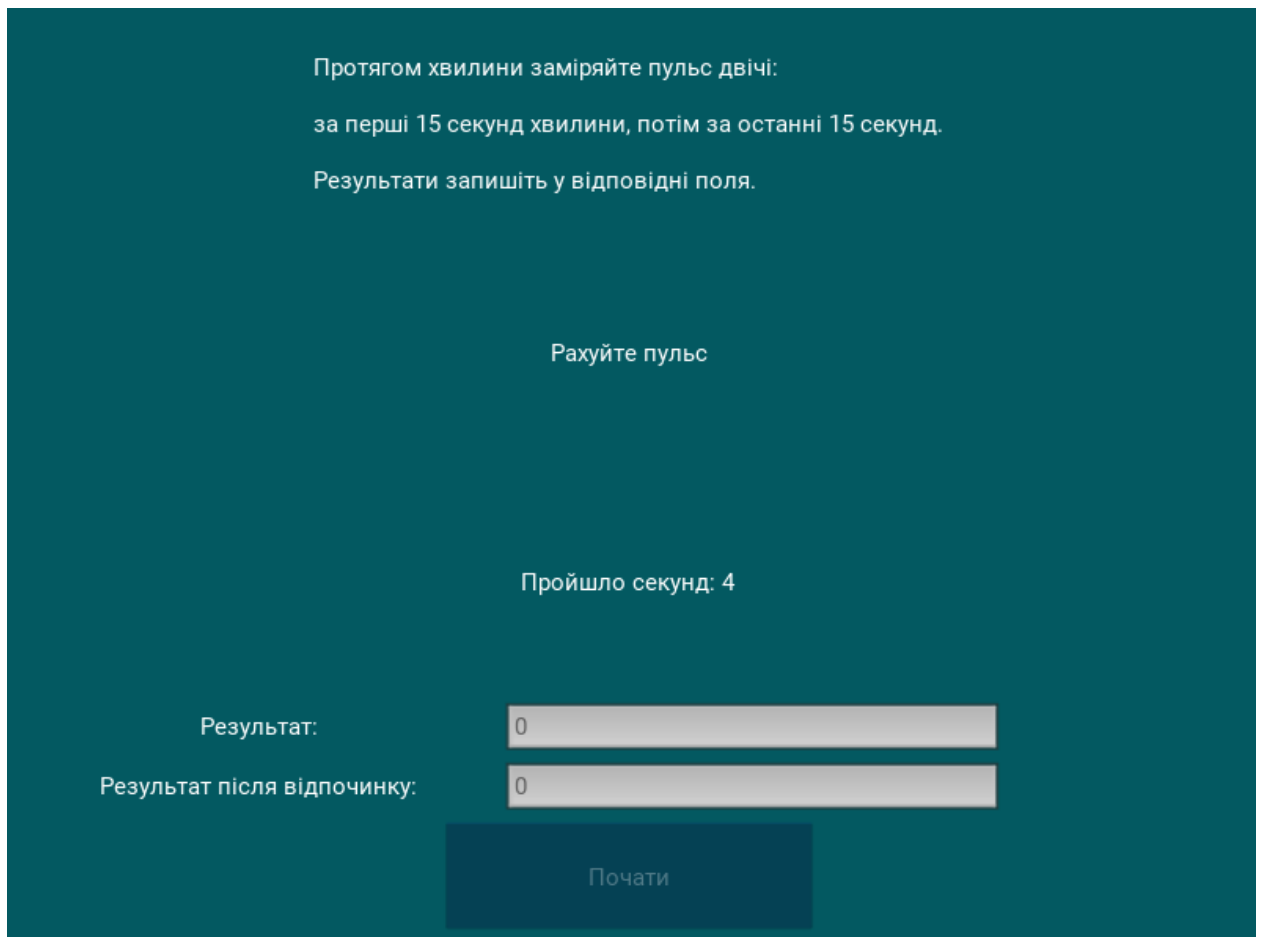 Протягом хвилини заміряйте пульс двічі:
за перші 15 секунд хвилини, потім за останні 15 секунд.
Результати запишіть у відповідні поля.
Рахуйте пульс
Пройшло секунд: 4
Результат: 0
Результат після відпочинку: 0
Почати